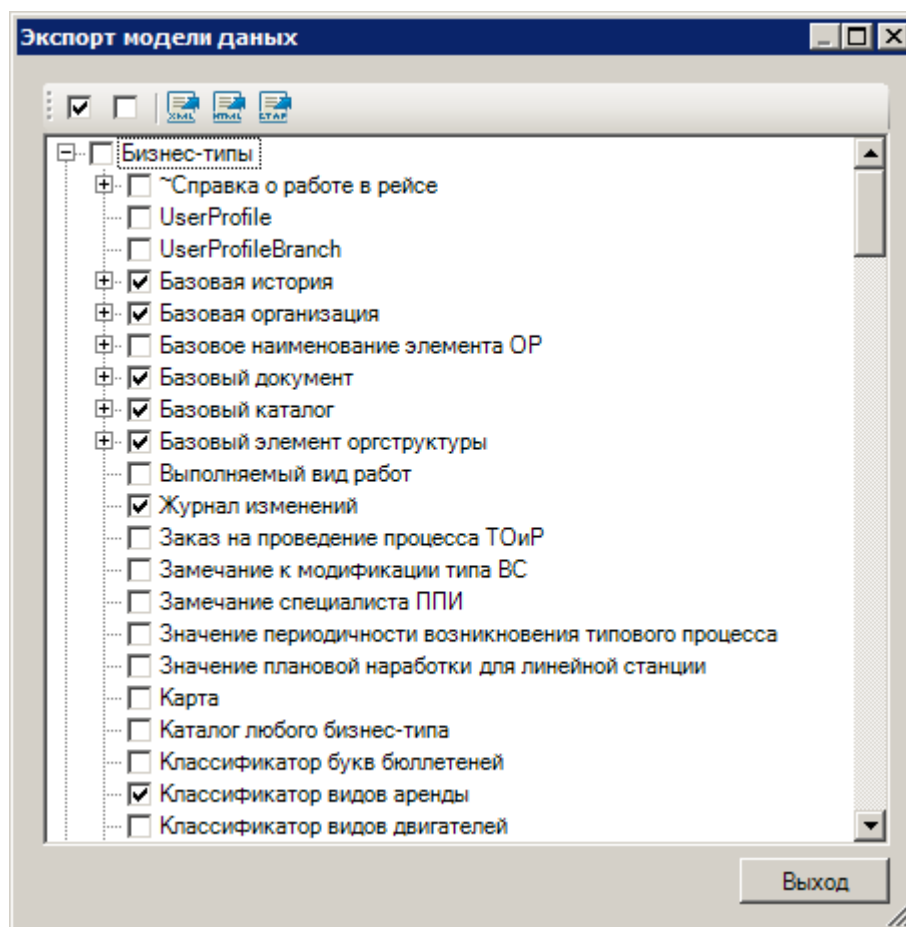 Экспорт модели даных
XML HTML ETAP
Бизнес-типы
~Справка о работе в рейсе
UserProfile
UserProfileBranch
Базовая история
Базовая организация
Базовое наименование элемента ОР
Базовый документ
Базовый каталог
Базовый элемент оргструктуры
Выполняемый вид работ
Журнал изменений
Заказ на проведение процесса ТОиР
Замечание к модификации типа ВС
Замечание специалиста ППИ
Значение периодичности возникновения типового процесса
Значение плановой наработки для линейной станции
Карта
Каталог любого бизнес-типа
Классификатор букв бюллетеней
Классификатор видов аренды
Классификатор видов двигателей
Выход